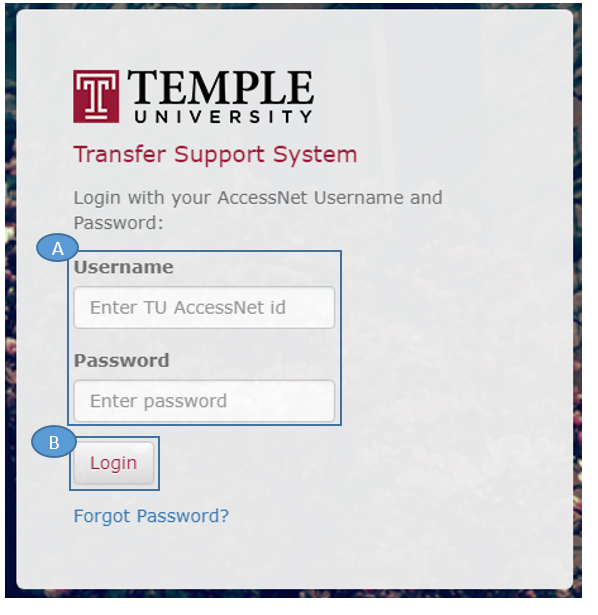 TEMPLE
UNIVERSITY
Transfer Support System
Login with your AccessNet Username and
Password:
A
Username
Enter TU AccessNet id
Password
Enter password
B
Login
Forgot Password?